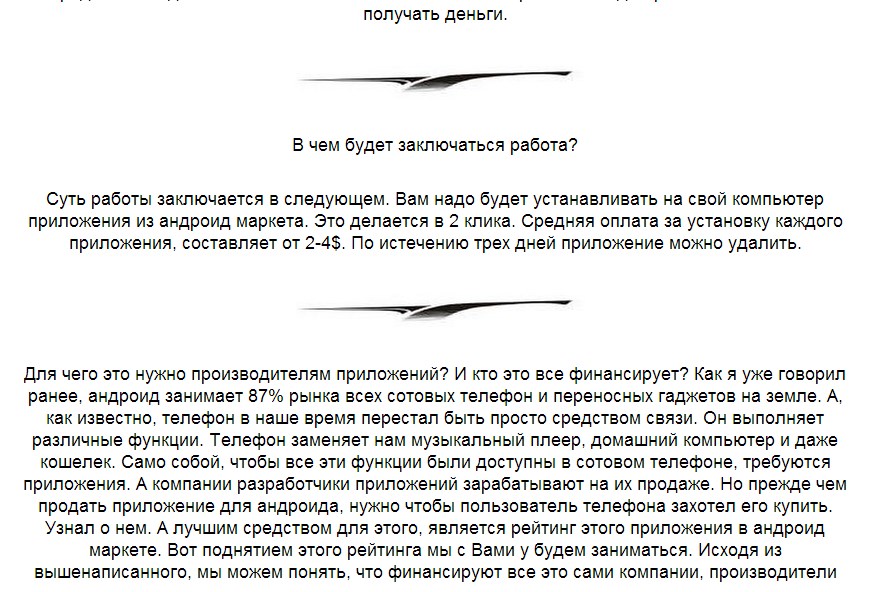 получать деньги.
В чем будет заключаться работа?
Суть работы заключается в следующем. Вам надо будет устанавливать на свой компьютер
приложения из андроид маркета. Это делается в 2 клика. Средняя оплата за установку каждого
приложения, составляет от 2-4$. По истечению трех дней приложение можно удалить.
Для чего это нужно производителям приложений? И кто это все финансирует? Как я уже говорил
ранее, андроид занимает 87% рынка всех сотовых телефон и переносных гаджетов на земле. А,
как известно, телефон в наше время перестал быть просто средством связи. Он выполняет
различные функции. Телефон заменяет нам музыкальный плеер, домашний компьютер и даже
кошелек. Само собой, чтобы все эти функции были доступны в сотовом телефоне, требуются
приложения. А компании разработчики приложений зарабатывают на их продаже. Но прежде чем
продать приложение для андроида, нужно чтобы пользователь телефона захотел его купить.
Узнал о нем. А лучшим средством для этого, является рейтинг этого приложения в андроид
маркете. Вот поднятием этого рейтинга мы с Вами у будем заниматься. Исходя из
вышенаписанного, мы можем понять, что финансируют все это сами компании, производители